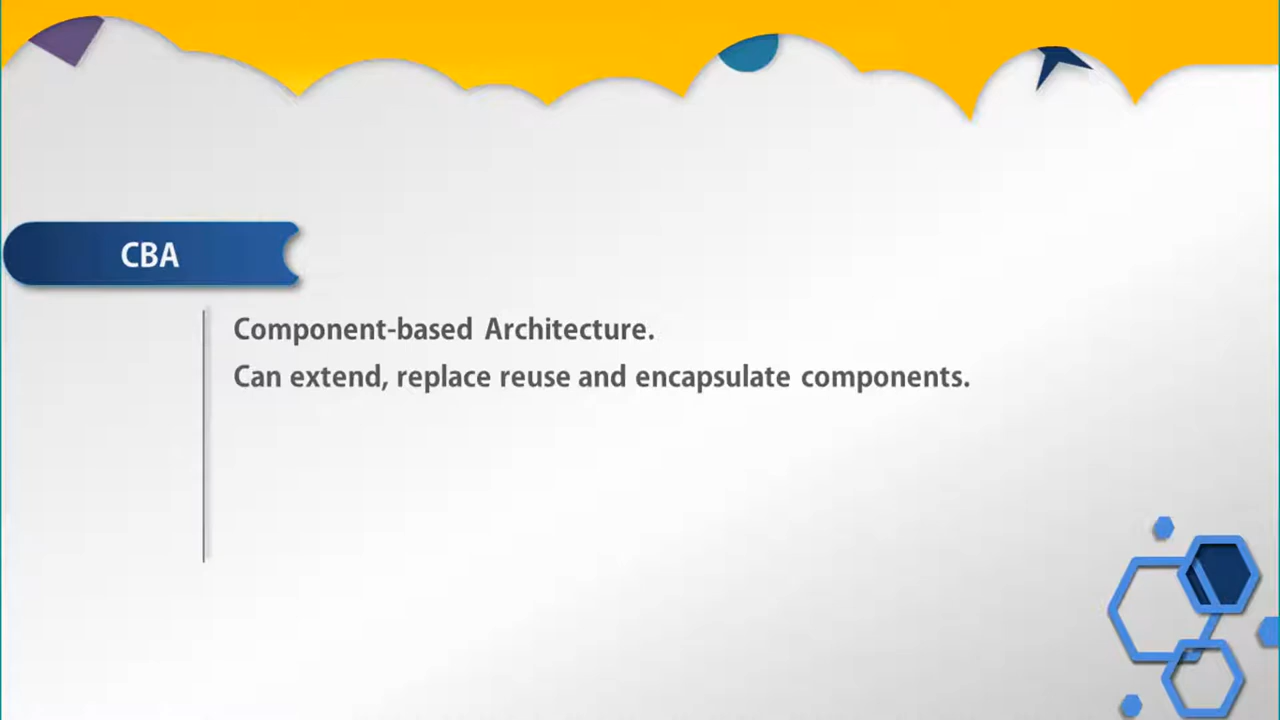 CBA
Component-based Architecture.
Can extend, replace reuse and encapsulate components.